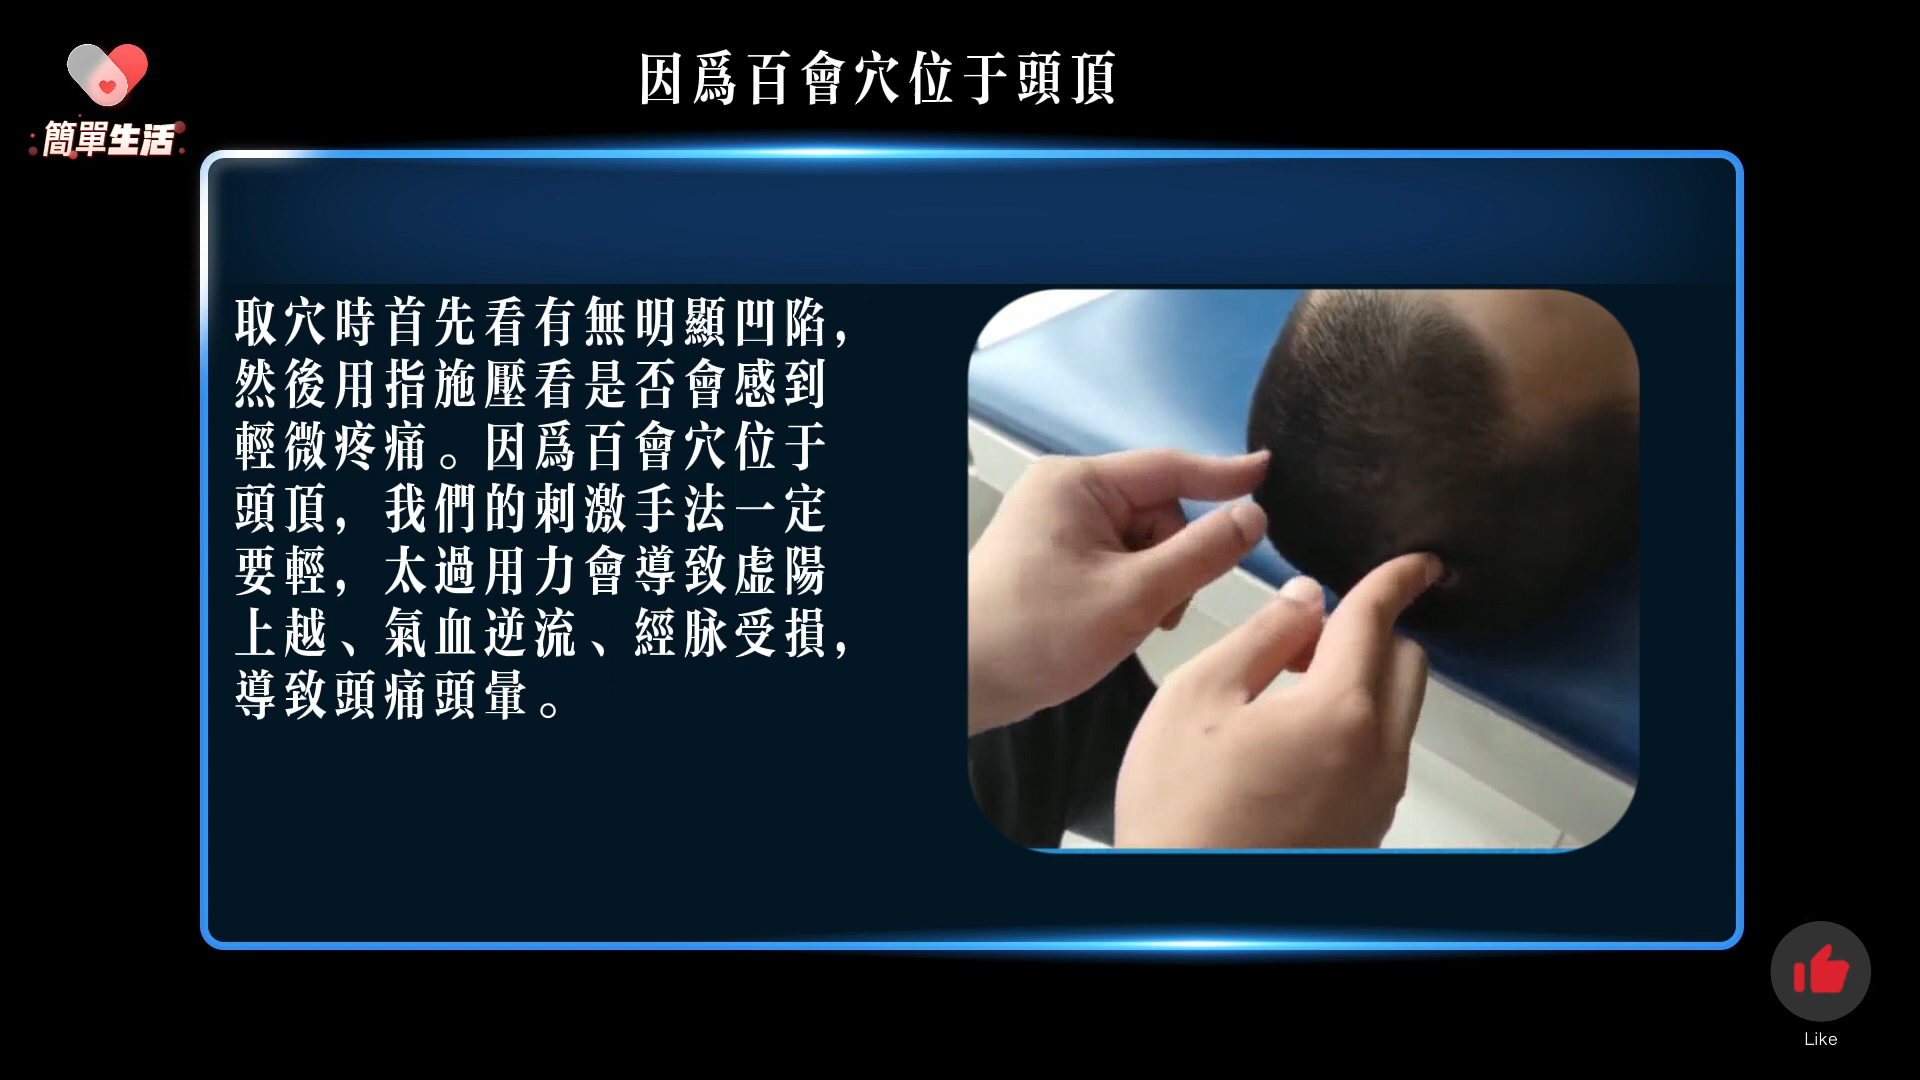 簡單生活
因爲百會穴位于頭頂
取穴時首先看有無明顯凹陷，
然後用指施壓看是否會感到
輕微疼痛。因爲百會穴位于
頭頂，我們的刺激手法一定
要輕，太過用力會導致虛陽
上越、氣血逆流、經脉受損，
導致頭痛頭暈。
Like